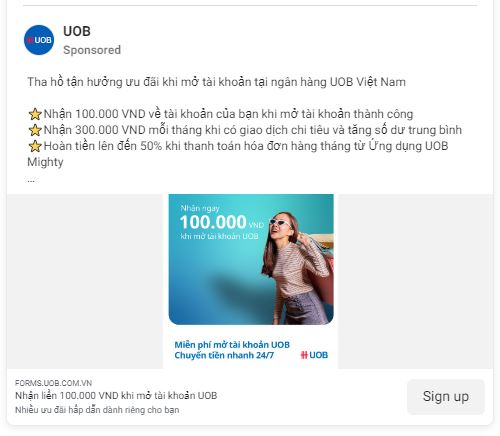 UOB
UOB
Sponsored
Tha hồ tận hưởng ưu đãi khi mở tài khoản tại ngân hàng UOB Việt Nam
⭐Nhận 100.000 VND về tài khoản của bạn khi mở tài khoản thành công
⭐Nhận 300.000 VND mỗi tháng khi có giao dịch chi tiêu và tăng số dư trung bình
⭐Hoàn tiền lên đến 50% khi thanh toán hóa đơn hàng tháng từ Ứng dụng UOB
Mighty
...
Nhận ngay
100.000 VND
khi mở tài khoản UOB
Miễn phí mở tài khoản UOB
Chuyển tiền nhanh 24/7
UOB
FORMS.UOB.COM.VN
Nhận liền 100.000 VND khi mở tài khoản UOB
Nhiều ưu đãi hấp dẫn dành riêng cho bạn
Sign up